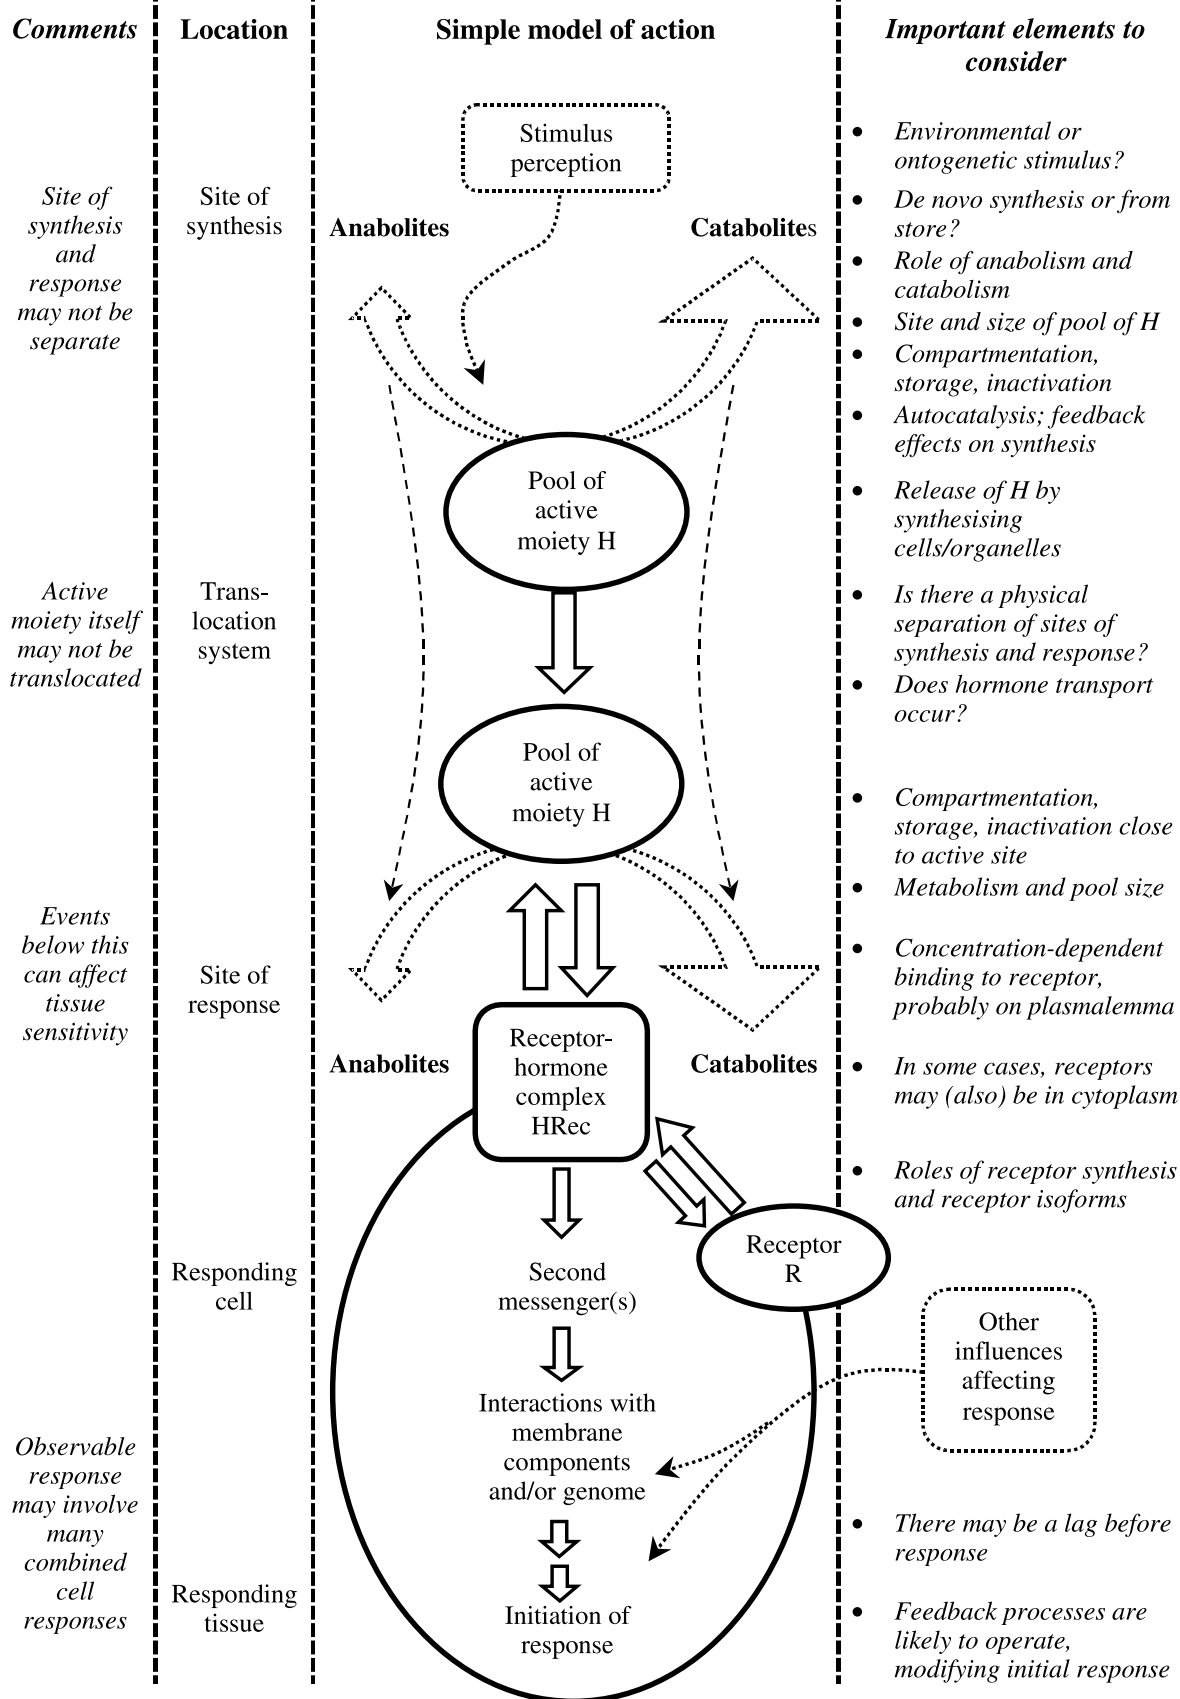 Comments
Location
Simple model of action
Important elements to
consider
Site of
synthesis
and
response
may not be
separate
Active
moiety itself
may not be
translocated
Events
below this
can affect
tissue
sensitivity
Observable
response
may involve
many
combined
cell
responses
Site of
synthesis
Trans-
location
system
Site of
response
Responding
cell
Responding
tissue
Stimulus
perception
Anabolites
Catabolites
Pool of
active
moiety H
Pool of
active
moiety H
Anabolites
Receptor-
hormone
complex
HRec
Catabolites
Receptor
R
Second
messenger(s)
Interactions with
membrane
components
and/or genome
Initiation of
response
Other
influences
affecting
response
• Environmental or
ontogenetic stimulus?
• De novo synthesis or from
store?
• Role of anabolism and
catabolism
• Site and size of pool of H
• Compartmentation,
storage, inactivation
• Autocatalysis; feedback
effects on synthesis
• Release of H by
synthesising
cells/organelles
• Is there a physical
separation of sites of
synthesis and response?
• Does hormone transport
occur?
• Compartmentation,
storage, inactivation close
to active site
• Metabolism and pool size
• Concentration-dependent
binding to receptor,
probably on plasmalemma
• In some cases, receptors
may (also) be in cytoplasm
• Roles of receptor synthesis
and receptor isoforms
• There may be a lag before
response
• Feedback processes are
likely to operate,
modifying initial response